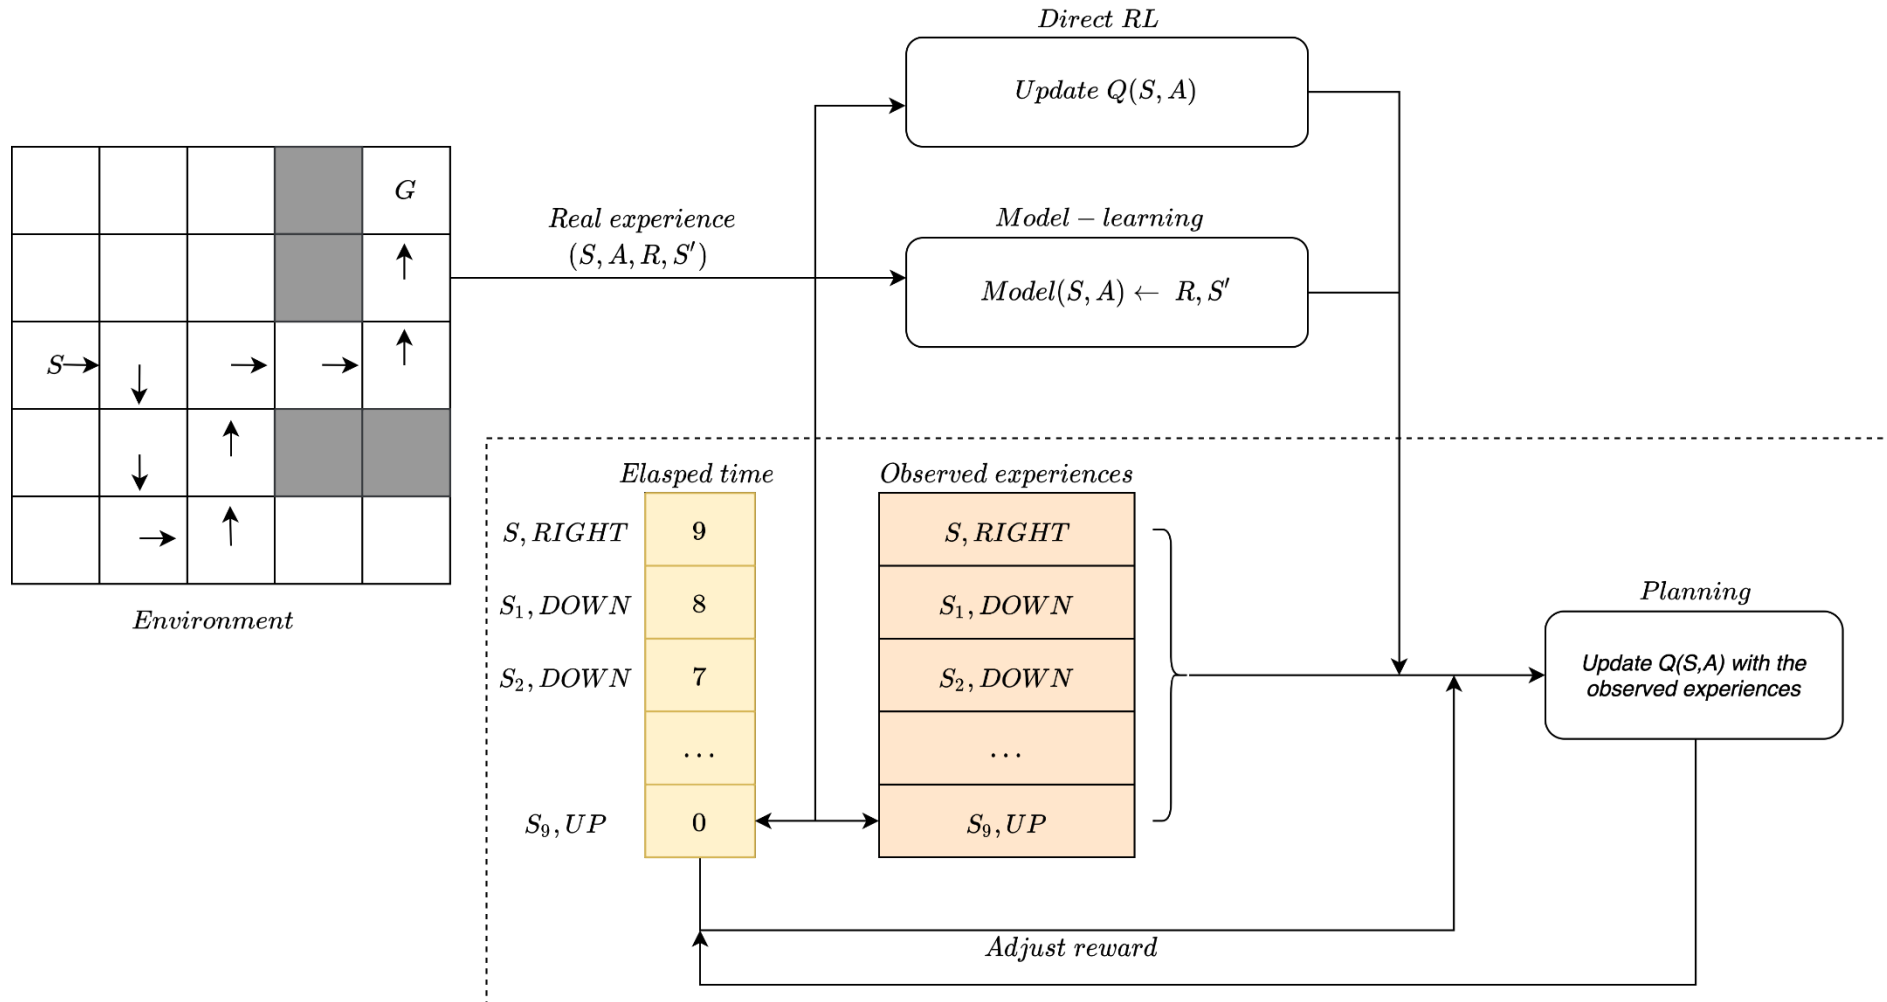 Direct RL
Update Q(S, A)
G
Real experience
(S, A, R, S′)
Model − learning
Model(S, A) ← R, S′
S
Environment
Elasped time
Observed experiences
S, RIGHT
9
S, RIGHT
S₁, DOWN
8
S₁, DOWN
S₂, DOWN
7
S₂, DOWN
...
...
S₉, UP
0
S₉, UP
Planning
Update Q(S,A) with the
observed experiences
Adjust reward